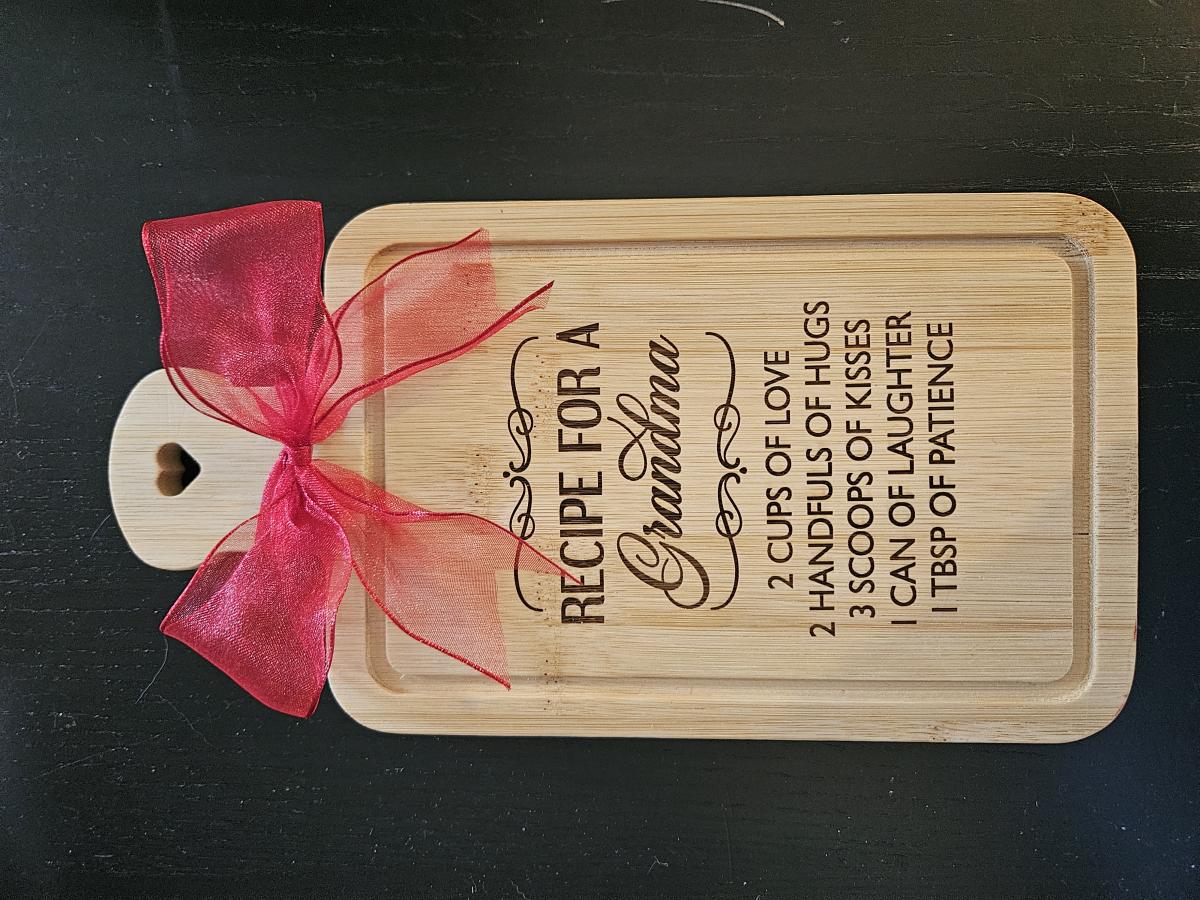 RECIPE FOR A
Grandma
2 CUPS OF LOVE
2 HANDFULS OF HUGS
3 SCOOPS OF KISSES
1 CAN OF LAUGHTER
1 TBSP OF PATIENCE